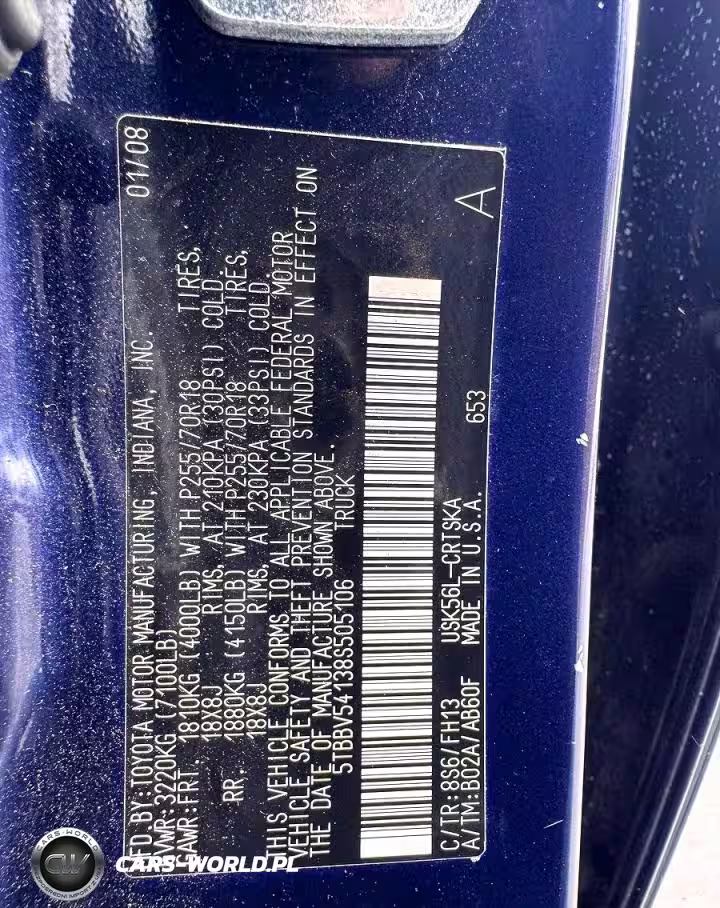 MFD.BY:TOYOTA MOTOR MANUFACTURING, INDIANA, INC. 01/08
GVWR:3220KG (7100LB)
GAWR:FRT. 1810KG (4000LB) WITH P255/70R18 TIRES,
18X8J RIMS, AT 210KPA (30PSI) COLD
RR. 1880KG (4150LB) WITH P255/70R18 TIRES,
18X8J RIMS, AT 230KPA (33PSI) COLD
THIS VEHICLE CONFORMS TO ALL APPLICABLE FEDERAL MOTOR
VEHICLE SAFETY AND THEFT PREVENTION STANDARDS IN EFFECT ON
THE DATE OF MANUFACTURE SHOWN ABOVE.
5TBBV54138S505106 TRUCK
C/TR:8S6/FH13 USK56L-CRTSKA 653 A
A/TM:B02A/AB60F MADE IN U.S.A.
CARS-WORLD
CW
CARS-WORLD.PL